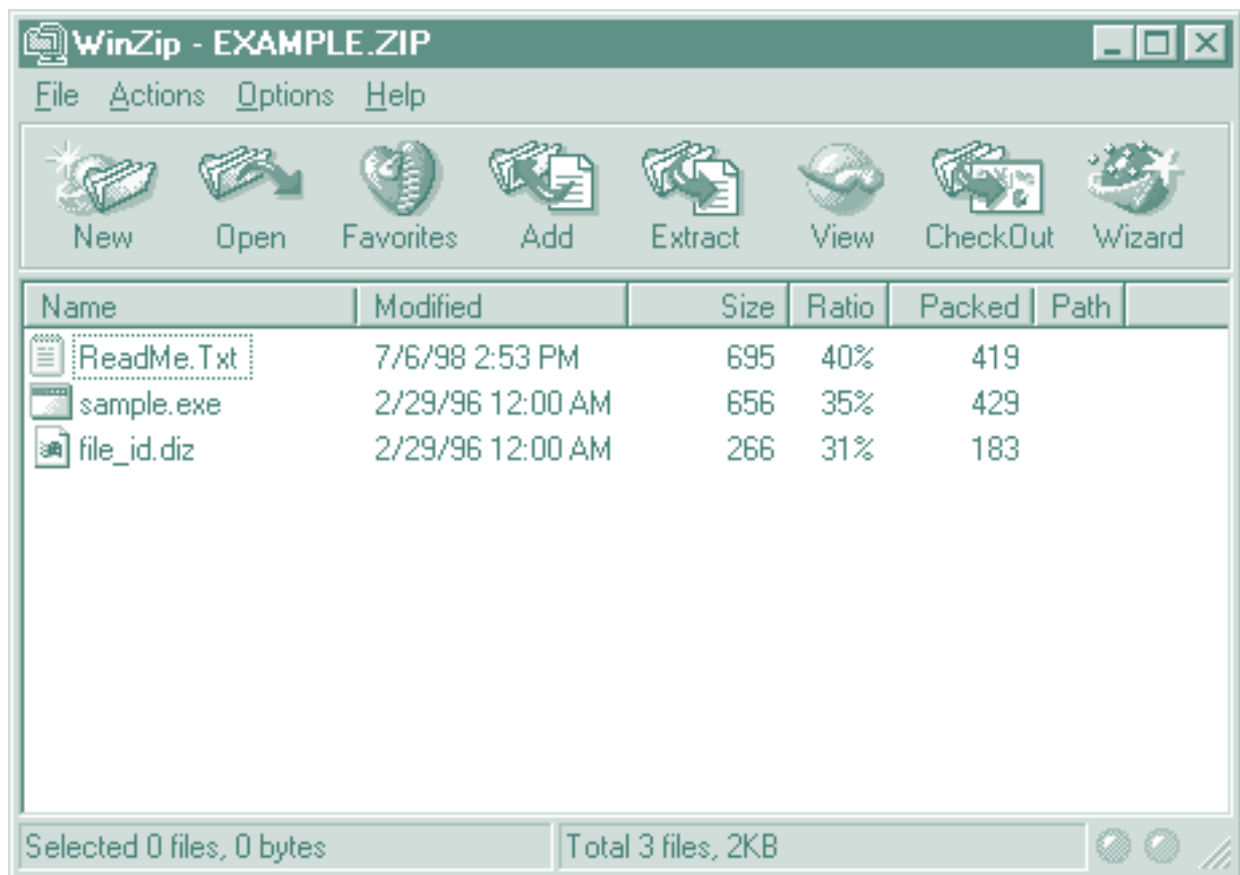 WinZip - EXAMPLE.ZIP
File Actions Options Help
New Open Favorites Add Extract View CheckOut Wizard
Name Modified Size Ratio Packed Path
ReadMe.Txt 7/6/98 2:53 PM 695 40% 419
sample.exe 2/29/96 12:00 AM 656 35% 429
file_id.diz 2/29/96 12:00 AM 266 31% 183
Selected 0 files, 0 bytes Total 3 files, 2KB